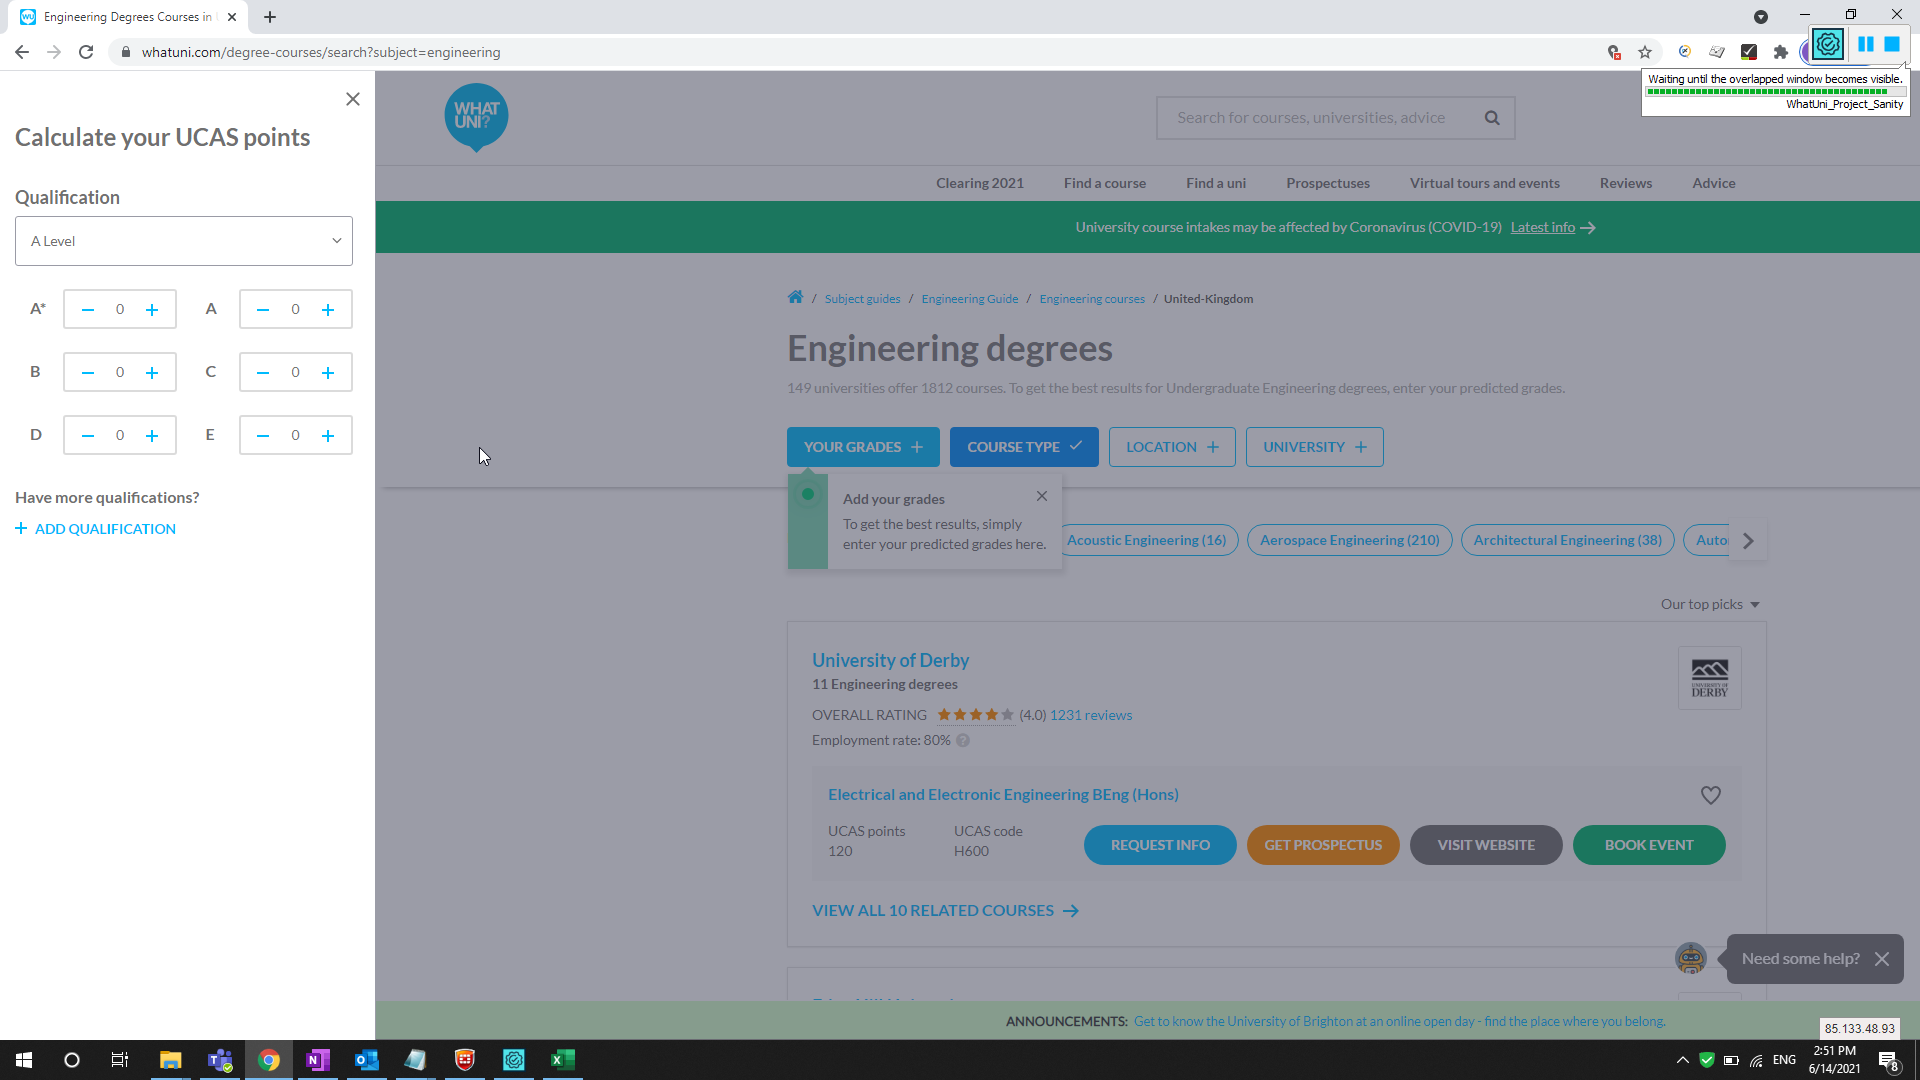 Engineering Degrees Courses in
whatuni.com/degree-courses/search?subject=engineering
Waiting until the overlapped window becomes visible.
WhatUni_Project_Sanity
Calculate your UCAS points
Qualification
A Level
A* − 0 + A − 0 +
B − 0 + C − 0 +
D − 0 + E − 0 +
Have more qualifications?
+ ADD QUALIFICATION
WHAT
UNI?
Search for courses, universities, advice
Clearing 2021 Find a course Find a uni Prospectuses Virtual tours and events Reviews Advice
University course intakes may be affected by Coronavirus (COVID-19) Latest info →
/ Subject guides / Engineering Guide / Engineering courses / United-Kingdom
Engineering degrees
149 universities offer 1812 courses. To get the best results for Undergraduate Engineering degrees, enter your predicted grades.
YOUR GRADES + COURSE TYPE ✓ LOCATION + UNIVERSITY +
Add your grades
To get the best results, simply
enter your predicted grades here.
Acoustic Engineering (16) Aerospace Engineering (210) Architectural Engineering (38) Auto
Our top picks
University of Derby
11 Engineering degrees
OVERALL RATING (4.0) 1231 reviews
Employment rate: 80% ?
UNIVERSITY OF
DERBY
Electrical and Electronic Engineering BEng (Hons)
UCAS points UCAS code
120 H600
REQUEST INFO GET PROSPECTUS VISIT WEBSITE BOOK EVENT
VIEW ALL 10 RELATED COURSES →
Need some help?
ANNOUNCEMENTS: Get to know the University of Brighton at an online open day - find the place where you belong.
85.133.48.93
ENG
2:51 PM
6/14/2021
8